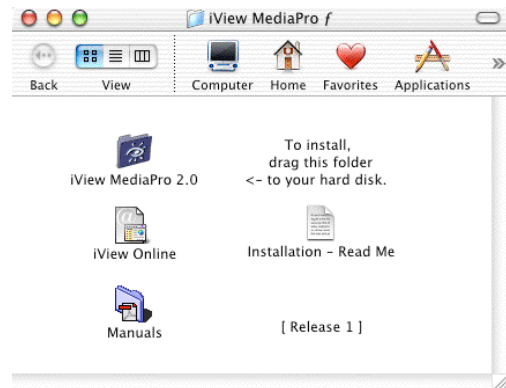 iView MediaPro ƒ
Back
View
Computer
Home
Favorites
Applications
»
iView MediaPro 2.0
To install,
drag this folder
<- to your hard disk.
iView Online
Installation - Read Me
Manuals
[ Release 1 ]